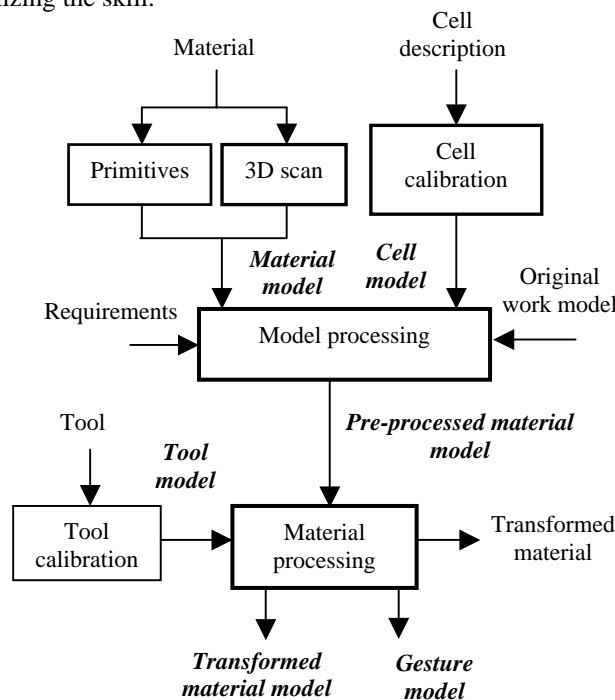 izing the skill.
Material
Cell
description
Primitives
3D scan
Cell
calibration
Material
model
Cell
model
Original
work model
Requirements
Model processing
Tool
Tool
model
Pre-processed material
model
Tool
calibration
Material
processing
Transformed
material
Transformed
material model
Gesture
model